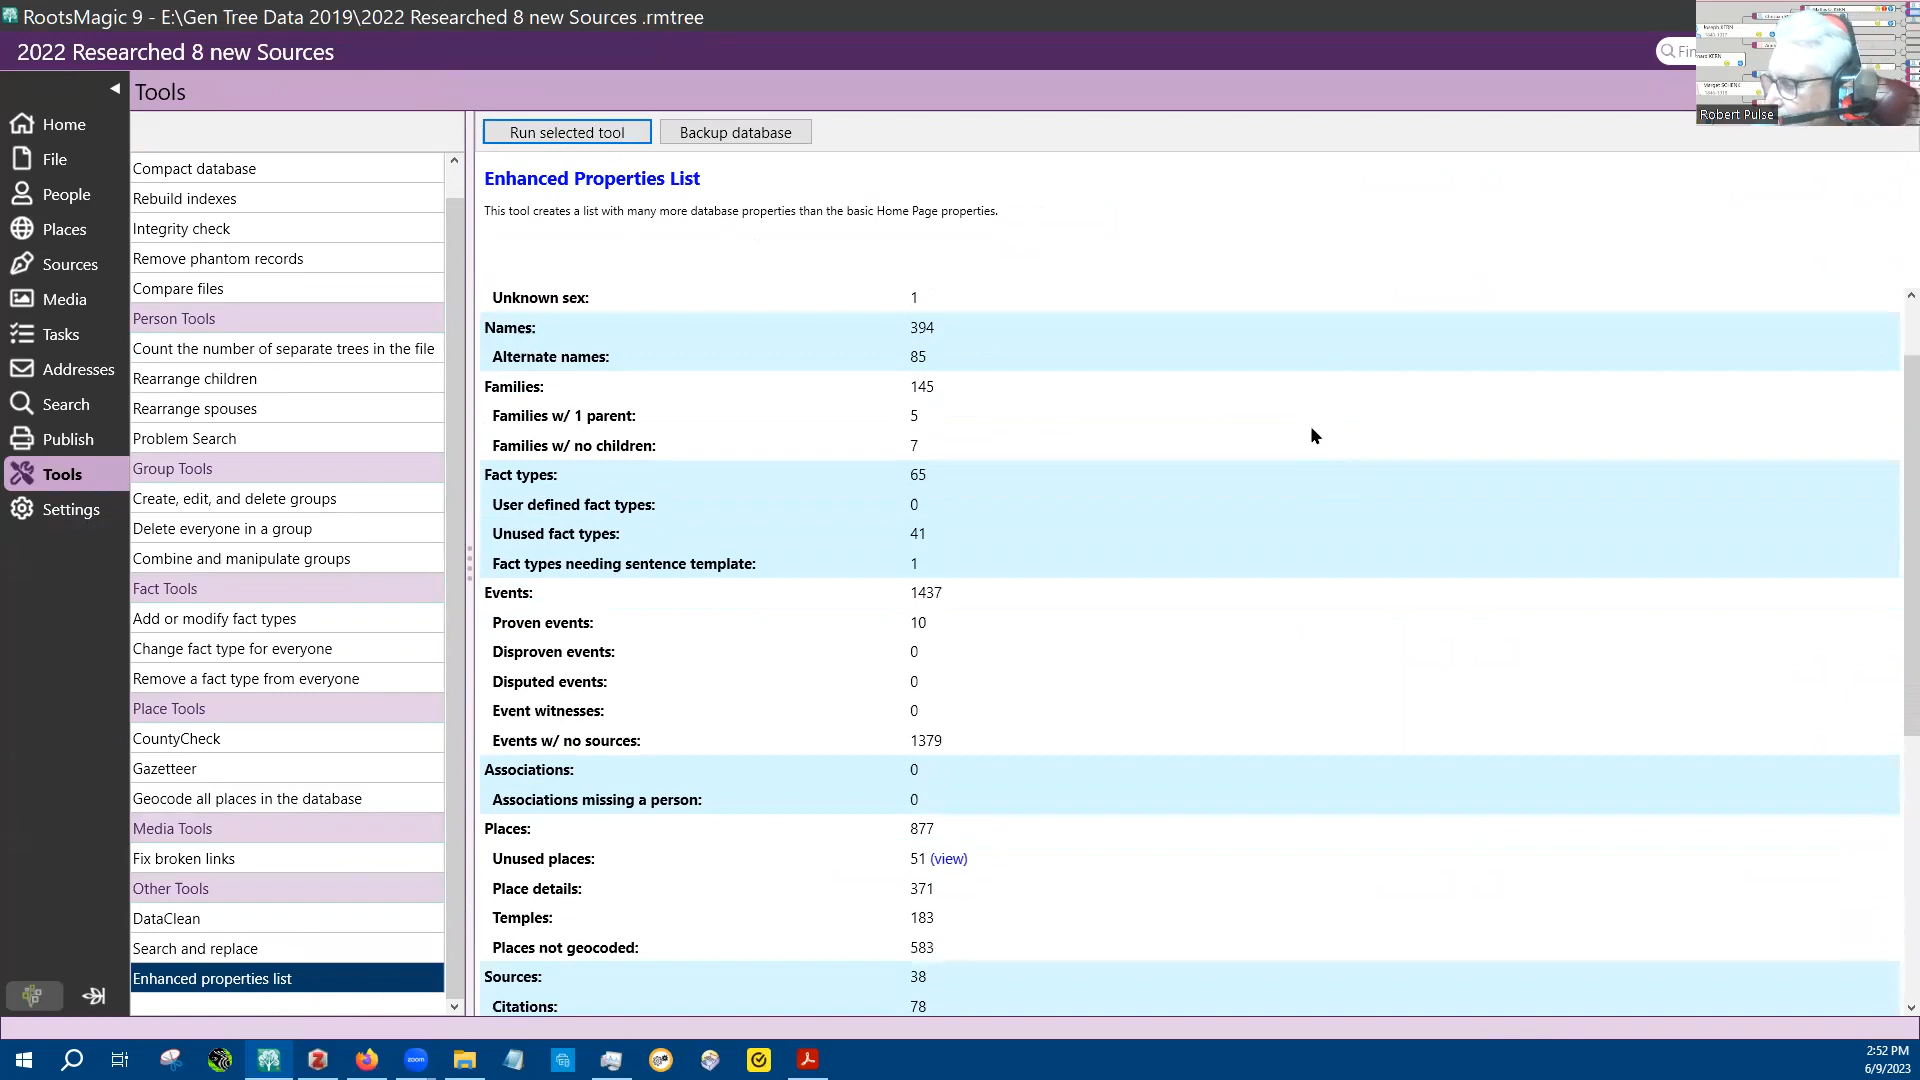 RootsMagic 9 - E:\Gen Tree Data 2019\2022 Researched 8 new Sources .rmtree
2022 Researched 8 new Sources
Robert Pulse
Tools
Home
File
People
Places
Sources
Media
Tasks
Addresses
Search
Publish
Tools
Settings
Compact database
Rebuild indexes
Integrity check
Remove phantom records
Compare files
Person Tools
Count the number of separate trees in the file
Rearrange children
Rearrange spouses
Problem Search
Group Tools
Create, edit, and delete groups
Delete everyone in a group
Combine and manipulate groups
Fact Tools
Add or modify fact types
Change fact type for everyone
Remove a fact type from everyone
Place Tools
CountyCheck
Gazetteer
Geocode all places in the database
Media Tools
Fix broken links
Other Tools
DataClean
Search and replace
Enhanced properties list
Run selected tool Backup database
Enhanced Properties List
This tool creates a list with many more database properties than the basic Home Page properties.
Unknown sex: 1
Names: 394
Alternate names: 85
Families: 145
Families w/ 1 parent: 5
Families w/ no children: 7
Fact types: 65
User defined fact types: 0
Unused fact types: 41
Fact types needing sentence template: 1
Events: 1437
Proven events: 10
Disproven events: 0
Disputed events: 0
Event witnesses: 0
Events w/ no sources: 1379
Associations: 0
Associations missing a person: 0
Places: 877
Unused places: 51 (view)
Place details: 371
Temples: 183
Places not geocoded: 583
Sources: 38
Citations: 78
zoom
2:52 PM
6/9/2023